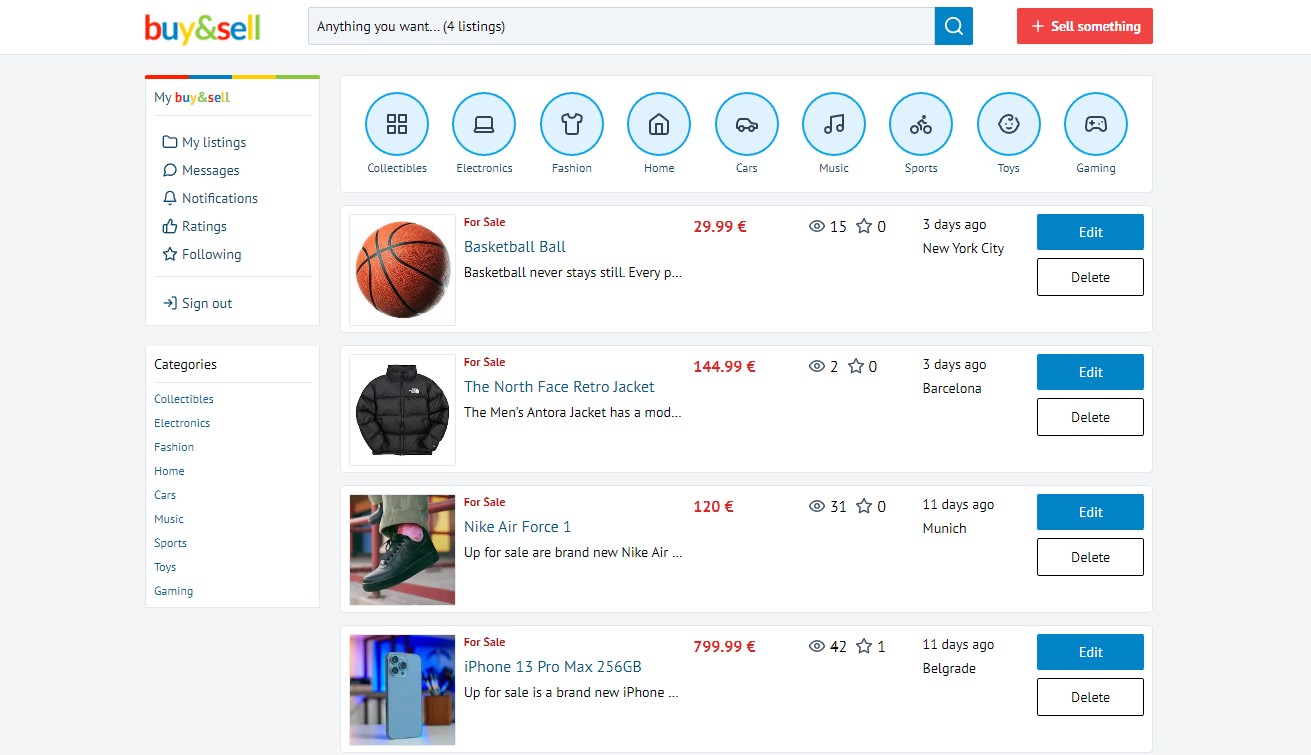 buy&sell
Anything you want... (4 listings)
Sell something
My buy&sell
My listings
Messages
Notifications
Ratings
Following
Sign out
Categories
Collectibles
Electronics
Fashion
Home
Cars
Music
Sports
Toys
Gaming
Collectibles
Electronics
Fashion
Home
Cars
Music
Sports
Toys
Gaming
For Sale
Basketball Ball
Basketball never stays still. Every p...
29.99 €
15 0
3 days ago
New York City
Edit
Delete
For Sale
The North Face Retro Jacket
The Men's Antora Jacket has a mod...
144.99 €
2 0
3 days ago
Barcelona
Edit
Delete
For Sale
Nike Air Force 1
Up for sale are brand new Nike Air ...
120 €
31 0
11 days ago
Munich
Edit
Delete
For Sale
iPhone 13 Pro Max 256GB
Up for sale is a brand new iPhone ...
799.99 €
42 1
11 days ago
Belgrade
Edit
Delete